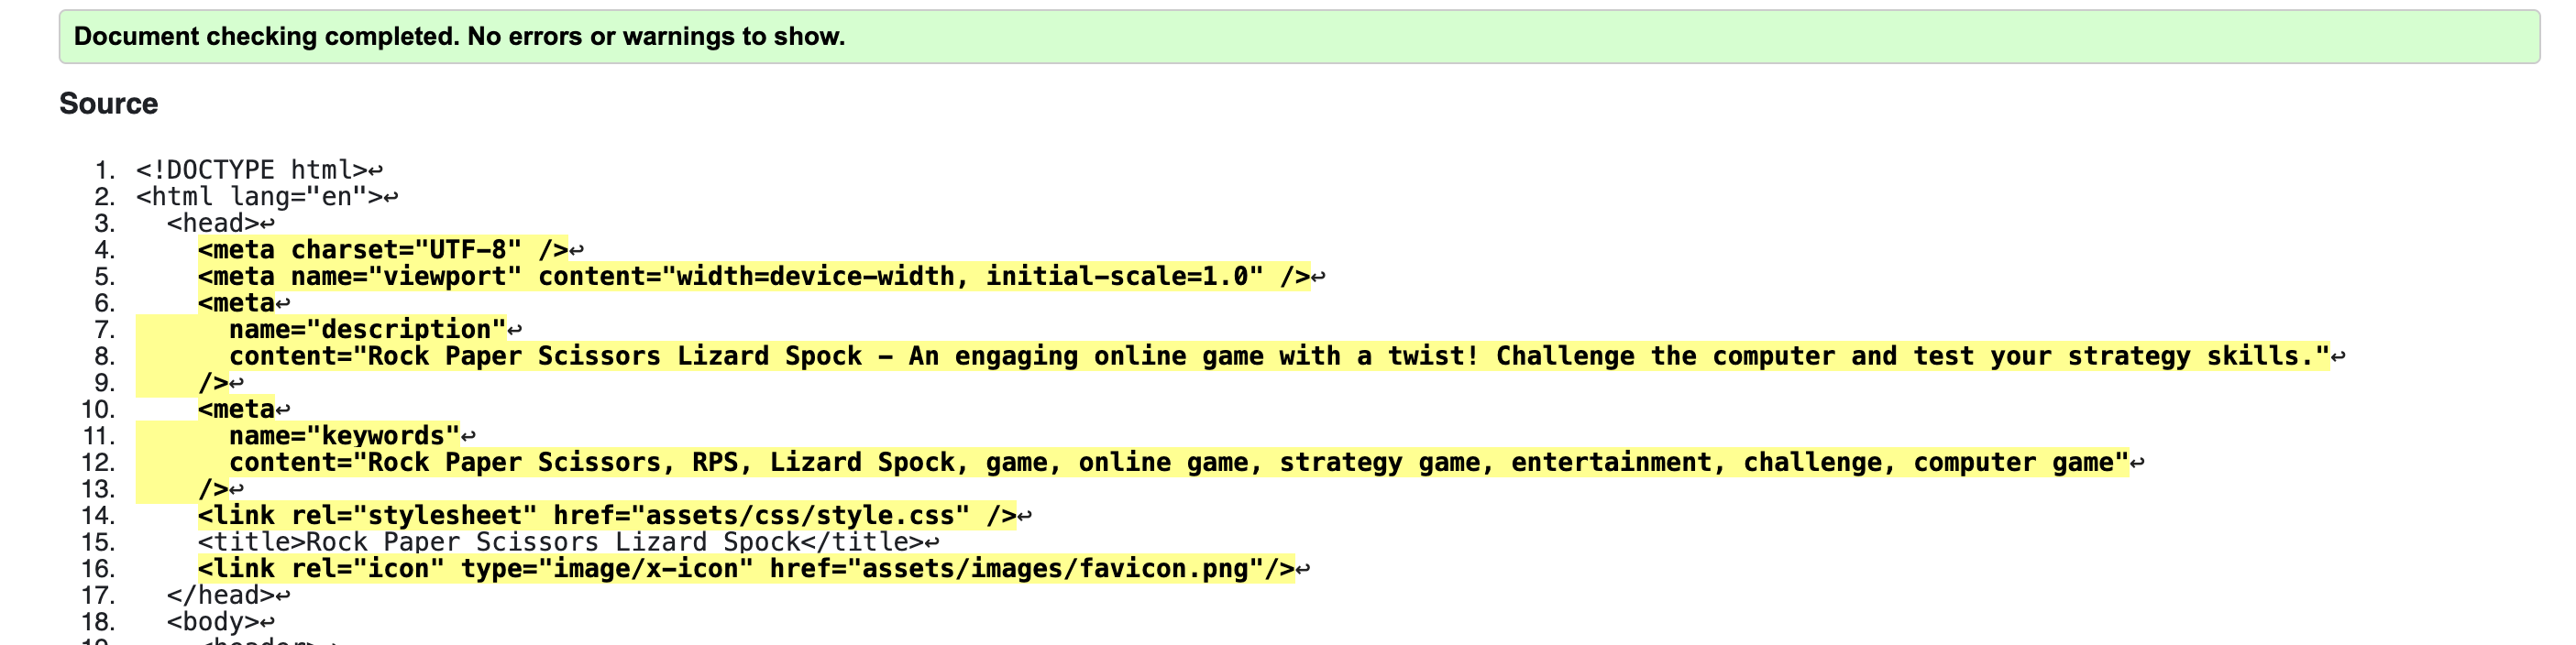 Document checking completed. No errors or warnings to show.
Source
1. <!DOCTYPE html>↩
2. <html lang="en">↩
3. <head>↩
4. <meta charset="UTF-8" />↩
5. <meta name="viewport" content="width=device-width, initial-scale=1.0" />↩
6. <meta↩
7. name="description"↩
8. content="Rock Paper Scissors Lizard Spock - An engaging online game with a twist! Challenge the computer and test your strategy skills."↩
9. />↩
10. <meta↩
11. name="keywords"↩
12. content="Rock Paper Scissors, RPS, Lizard Spock, game, online game, strategy game, entertainment, challenge, computer game"↩
13. />↩
14. <link rel="stylesheet" href="assets/css/style.css" />↩
15. <title>Rock Paper Scissors Lizard Spock</title>↩
16. <link rel="icon" type="image/x-icon" href="assets/images/favicon.png"/>↩
17. </head>↩
18. <body>↩